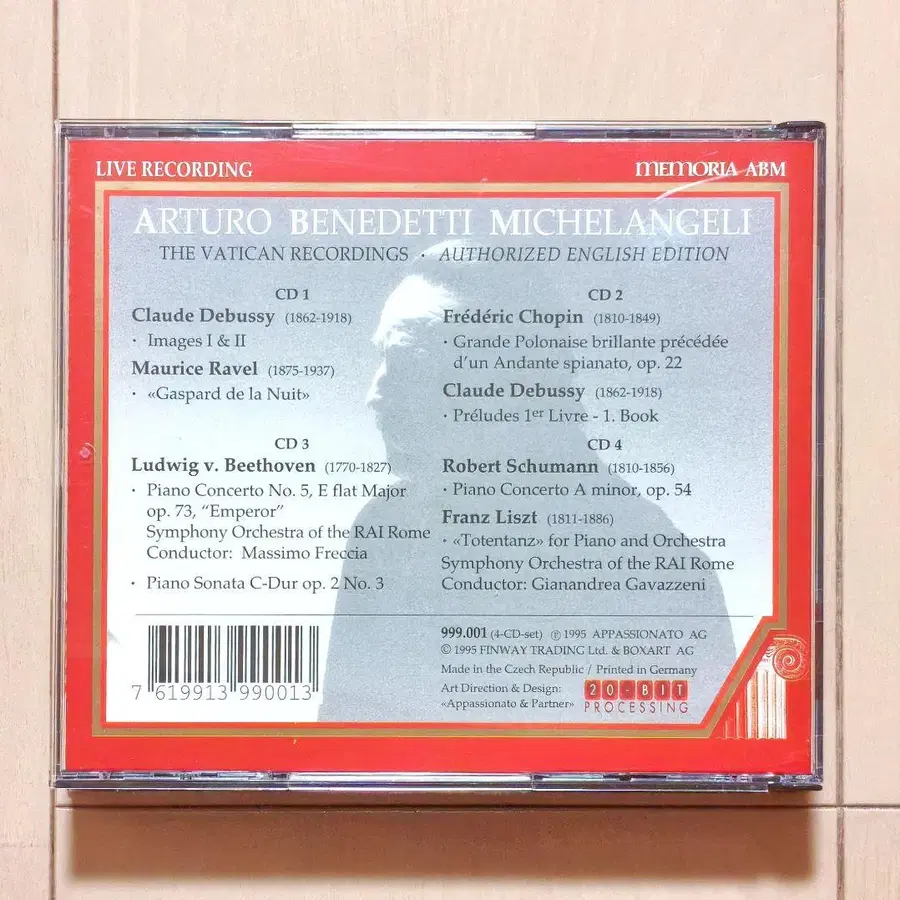 LIVE RECORDING
MEMORIA ABM
ARTURO BENEDETTI MICHELANGELI
THE VATICAN RECORDINGS · AUTHORIZED ENGLISH EDITION
CD 1
Claude Debussy (1862-1918)
· Images I & II
Maurice Ravel (1875-1937)
· «Gaspard de la Nuit»
CD 2
Frédéric Chopin (1810-1849)
· Grande Polonaise brillante précédée
d'un Andante spianato, op. 22
Claude Debussy (1862-1918)
· Préludes 1er Livre - 1. Book
CD 3
Ludwig v. Beethoven (1770-1827)
· Piano Concerto No. 5, E flat Major
op. 73, "Emperor"
Symphony Orchestra of the RAI Rome
Conductor: Massimo Freccia
· Piano Sonata C-Dur op. 2 No. 3
CD 4
Robert Schumann (1810-1856)
· Piano Concerto A minor, op. 54
Franz Liszt (1811-1886)
· «Totentanz» for Piano and Orchestra
Symphony Orchestra of the RAI Rome
Conductor: Gianandrea Gavazzeni
7 619913 990013
999.001 (4-CD-set) ℗ 1995 APPASSIONATO AG
© 1995 FINWAY TRADING Ltd. & BOXART AG
Made in the Czech Republic / Printed in Germany
Art Direction & Design:
«Appassionato & Partner»
20-BIT
PROCESSING